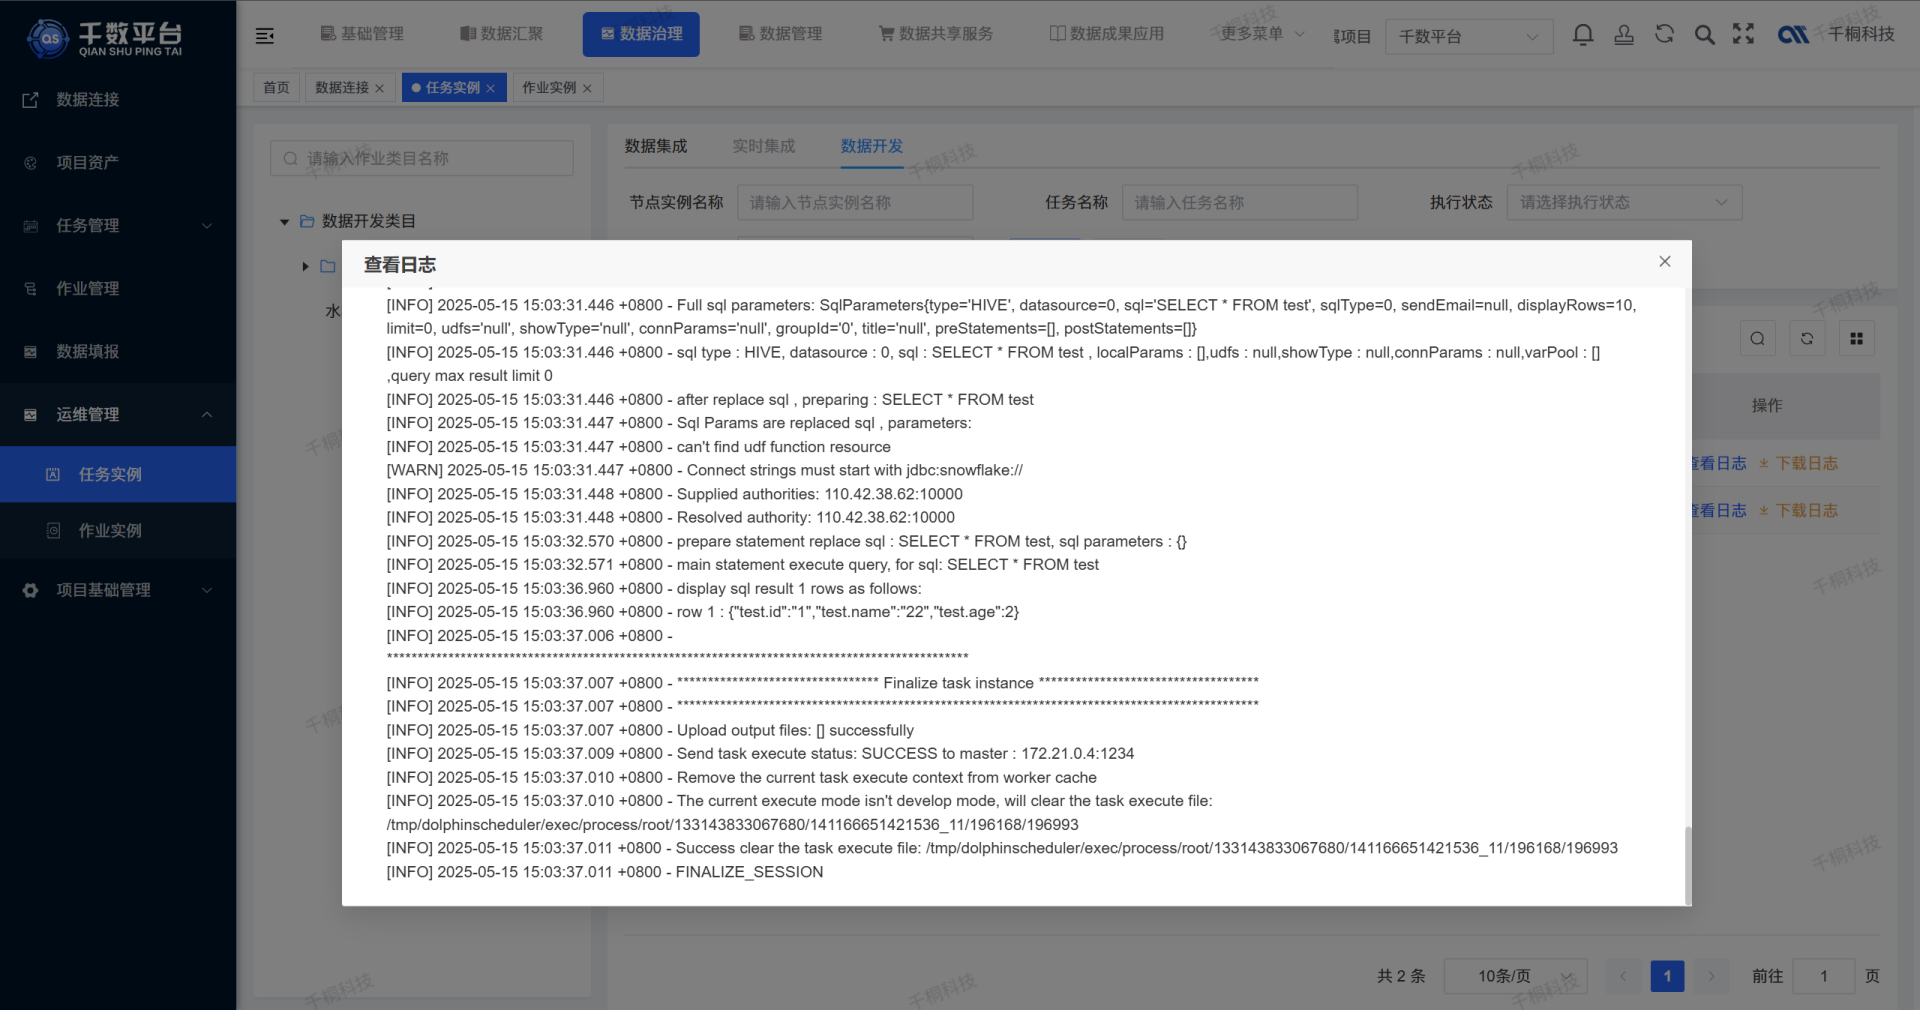 千数平台
QIAN SHU PING TAI
基础管理
数据汇聚
数据治理
数据管理
数据共享服务
数据成果应用
更多菜单
项目
千数平台
千桐科技
首页
数据连接
任务实例
作业实例
数据连接
项目资产
任务管理
作业管理
数据填报
运维管理
任务实例
作业实例
项目基础管理
请输入作业类目名称
数据开发类目
水
数据集成
实时集成
数据开发
节点实例名称
请输入节点实例名称
任务名称
请输入任务名称
执行状态
请选择执行状态
操作
查看日志
下载日志
查看日志
下载日志
查看日志
[INFO] 2025-05-15 15:03:31.446 +0800 - Full sql parameters: SqlParameters{type='HIVE', datasource=0, sql='SELECT * FROM test', sqlType=0, sendEmail=null, displayRows=10,
limit=0, udfs='null', showType='null', connParams='null', groupId='0', title='null', preStatements=[], postStatements=[]}
[INFO] 2025-05-15 15:03:31.446 +0800 - sql type : HIVE, datasource : 0, sql : SELECT * FROM test , localParams : [],udfs : null,showType : null,connParams : null,varPool : []
,query max result limit 0
[INFO] 2025-05-15 15:03:31.446 +0800 - after replace sql , preparing : SELECT * FROM test
[INFO] 2025-05-15 15:03:31.447 +0800 - Sql Params are replaced sql , parameters:
[INFO] 2025-05-15 15:03:31.447 +0800 - can't find udf function resource
[WARN] 2025-05-15 15:03:31.447 +0800 - Connect strings must start with jdbc:snowflake://
[INFO] 2025-05-15 15:03:31.448 +0800 - Supplied authorities: 110.42.38.62:10000
[INFO] 2025-05-15 15:03:31.448 +0800 - Resolved authority: 110.42.38.62:10000
[INFO] 2025-05-15 15:03:32.570 +0800 - prepare statement replace sql : SELECT * FROM test, sql parameters : {}
[INFO] 2025-05-15 15:03:32.571 +0800 - main statement execute query, for sql: SELECT * FROM test
[INFO] 2025-05-15 15:03:36.960 +0800 - display sql result 1 rows as follows:
[INFO] 2025-05-15 15:03:36.960 +0800 - row 1 : {"test.id":"1","test.name":"22","test.age":2}
[INFO] 2025-05-15 15:03:37.006 +0800 -
***********************************************************************************************
[INFO] 2025-05-15 15:03:37.007 +0800 - ********************************* Finalize task instance ************************************
[INFO] 2025-05-15 15:03:37.007 +0800 - ***********************************************************************************************
[INFO] 2025-05-15 15:03:37.007 +0800 - Upload output files: [] successfully
[INFO] 2025-05-15 15:03:37.009 +0800 - Send task execute status: SUCCESS to master : 172.21.0.4:1234
[INFO] 2025-05-15 15:03:37.010 +0800 - Remove the current task execute context from worker cache
[INFO] 2025-05-15 15:03:37.010 +0800 - The current execute mode isn't develop mode, will clear the task execute file:
/tmp/dolphinscheduler/exec/process/root/133143833067680/141166651421536_11/196168/196993
[INFO] 2025-05-15 15:03:37.011 +0800 - Success clear the task execute file: /tmp/dolphinscheduler/exec/process/root/133143833067680/141166651421536_11/196168/196993
[INFO] 2025-05-15 15:03:37.011 +0800 - FINALIZE_SESSION
共 2 条
10条/页
1
前往
1
页